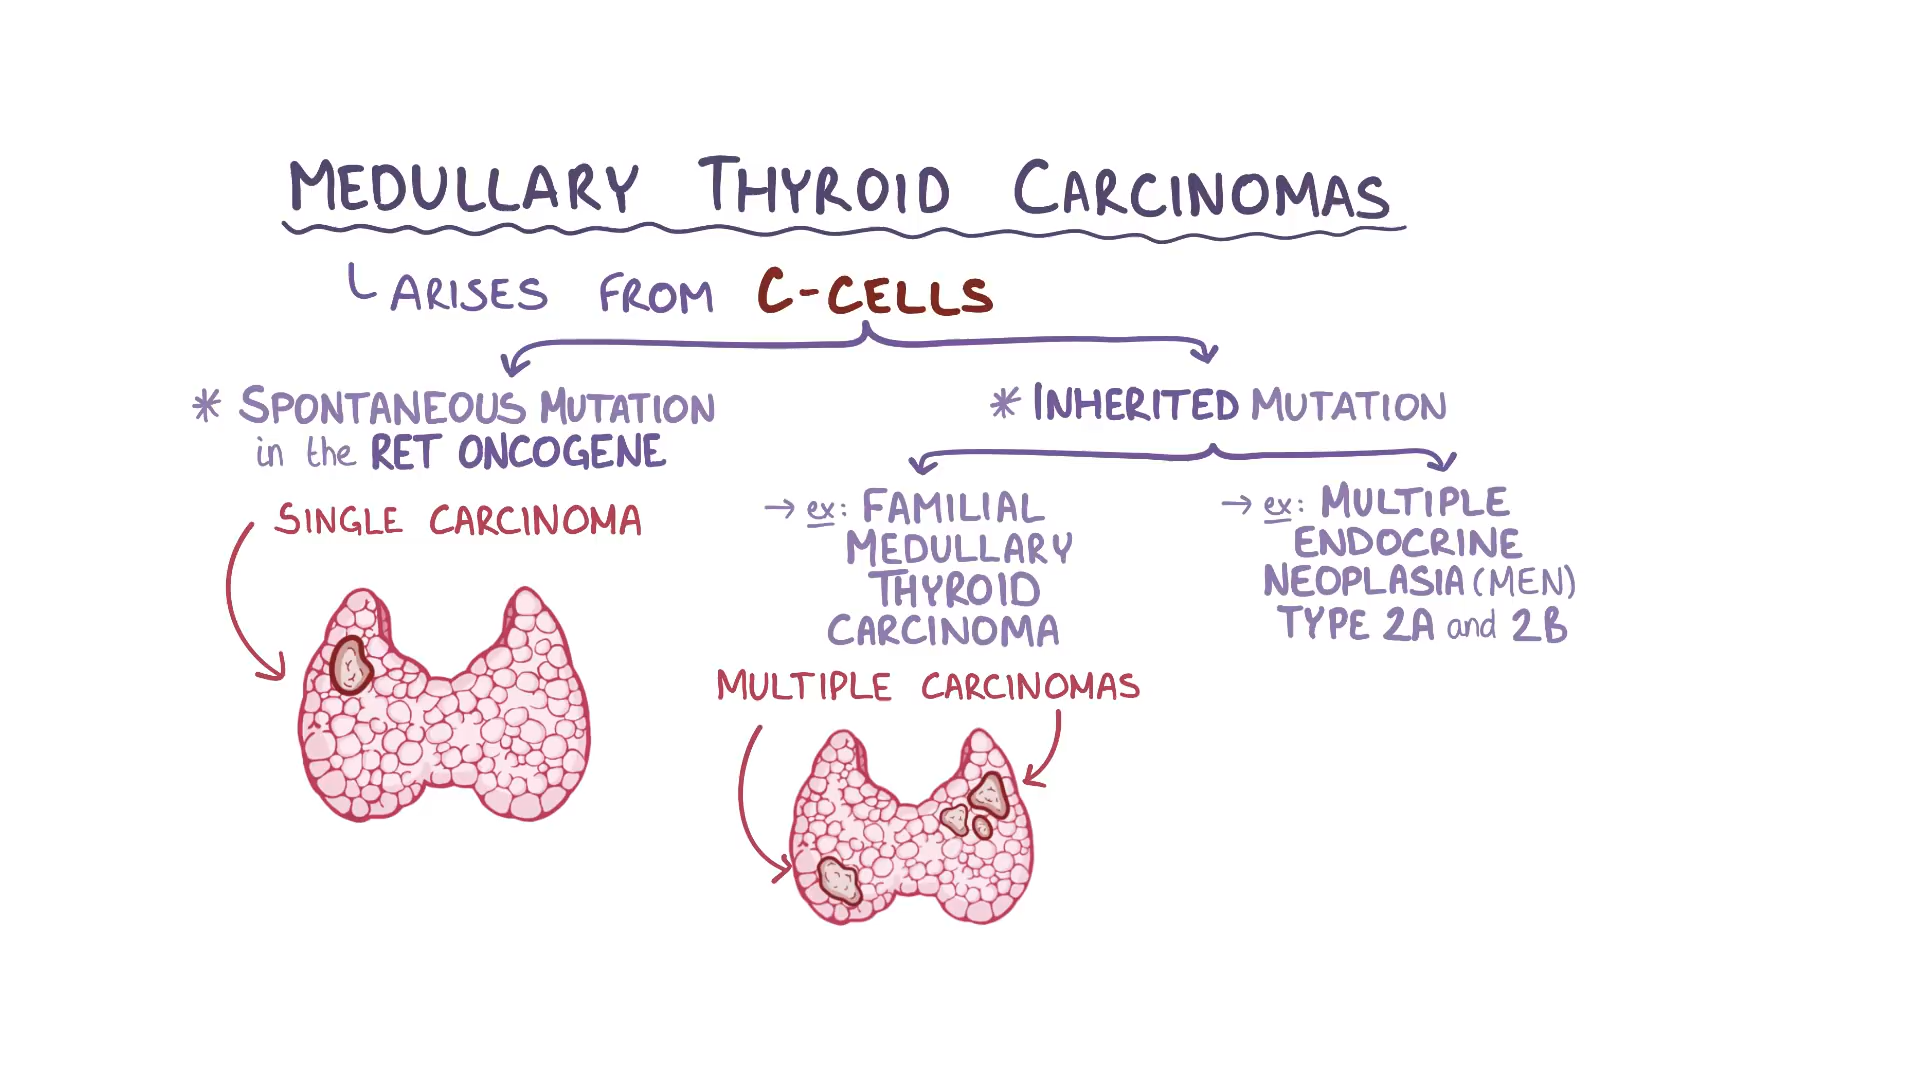 MEDULLARY THYROID CARCINOMAS
ARISES FROM C-CELLS
* SPONTANEOUS MUTATION
in the RET ONCOGENE
SINGLE CARCINOMA
* INHERITED MUTATION
→ ex: FAMILIAL
MEDULLARY
THYROID
CARCINOMA
MULTIPLE CARCINOMAS
→ ex: MULTIPLE
ENDOCRINE
NEOPLASIA (MEN)
TYPE 2A and 2B